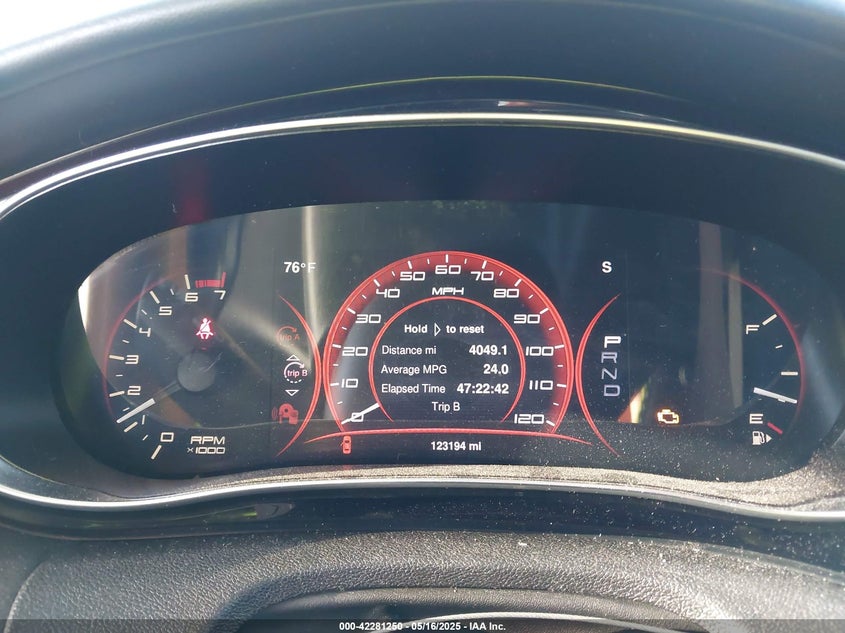 76°F
S
0 1 2 3 4 5 6 7
RPM
x1000
trip A
trip B
0 10 20 30 40 50 60 70 80 90 100 110 120
MPH
Hold to reset
Distance mi 4049.1
Average MPG 24.0
Elapsed Time 47:22:42
Trip B
123194 mi
P
R
N
D
F
E
000-42281250 - 05/16/2025 - IAA Inc.